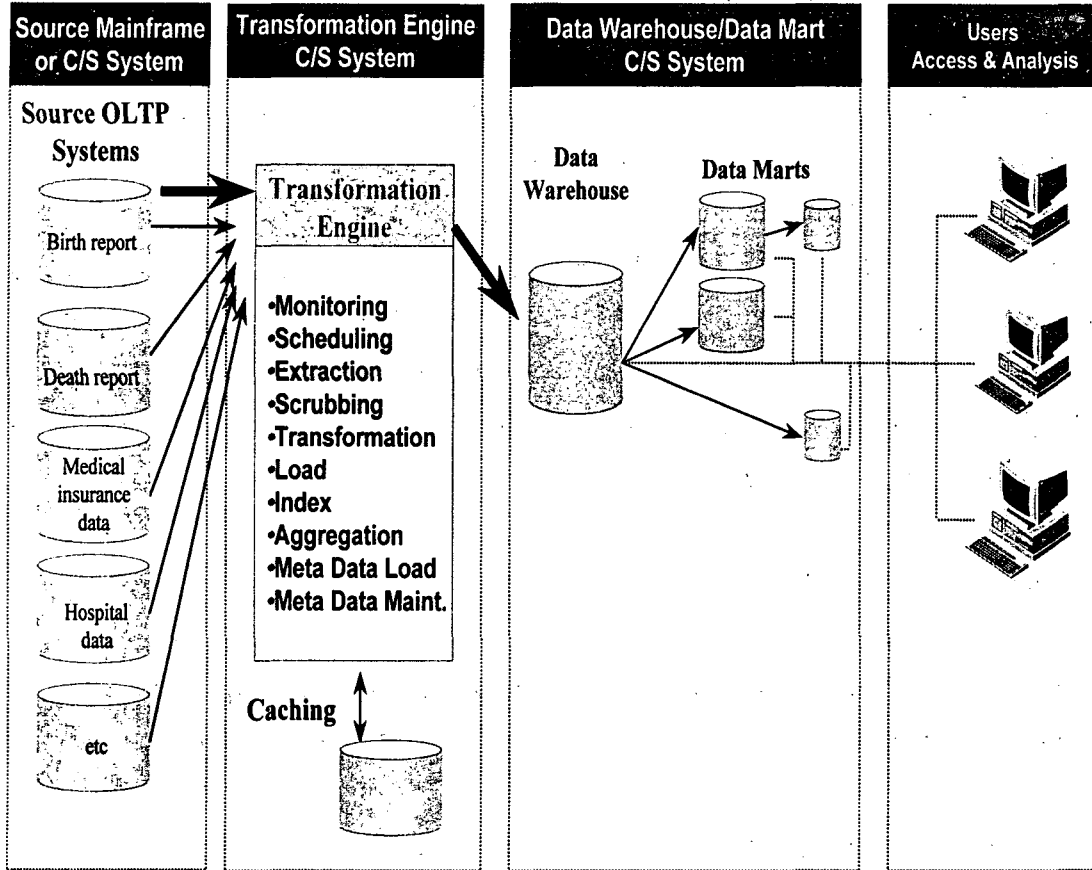 Source Mainframe
or C/S System
Transformation Engine
C/S System
Data Warehouse/Data Mart
C/S System
Users
Access & Analysis
Source OLTP
Systems
Birth report
Death report
Medical
insurance
data
Hospital
data
etc
Transformation
Engine
•Monitoring
•Scheduling
•Extraction
•Scrubbing
•Transformation
•Load
•Index
•Aggregation
•Meta Data Load
•Meta Data Maint.
Caching
Data
Warehouse
Data Marts